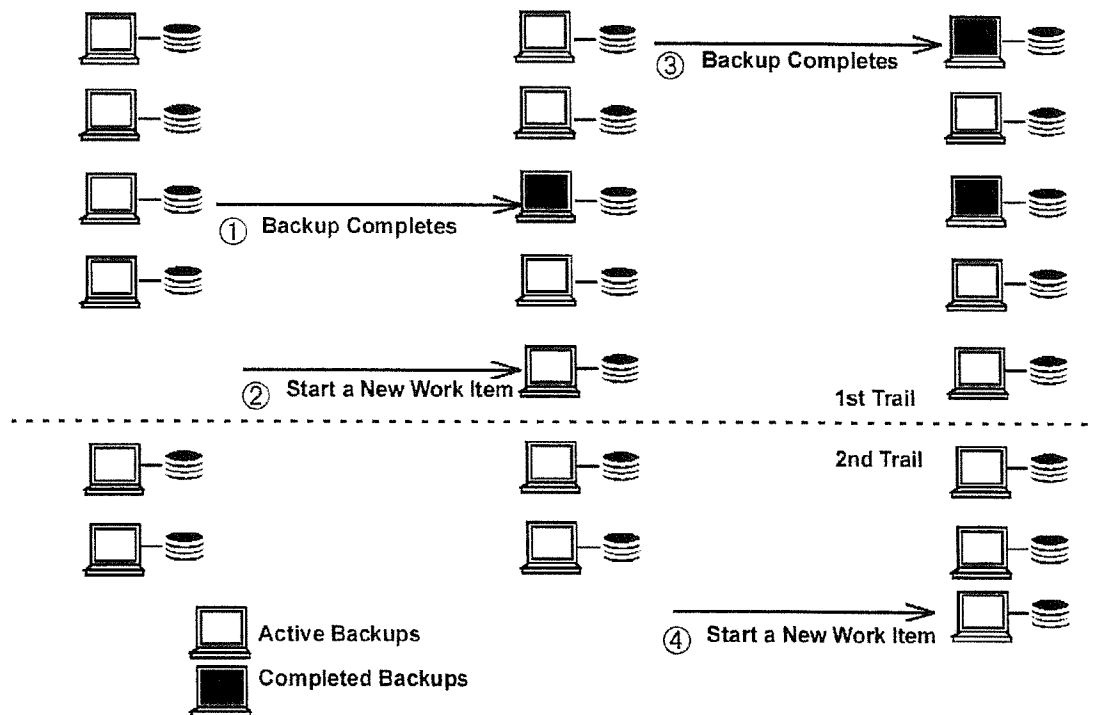 ③ Backup Completes
① Backup Completes
② Start a New Work Item
1st Trail
2nd Trail
④ Start a New Work Item
Active Backups
Completed Backups